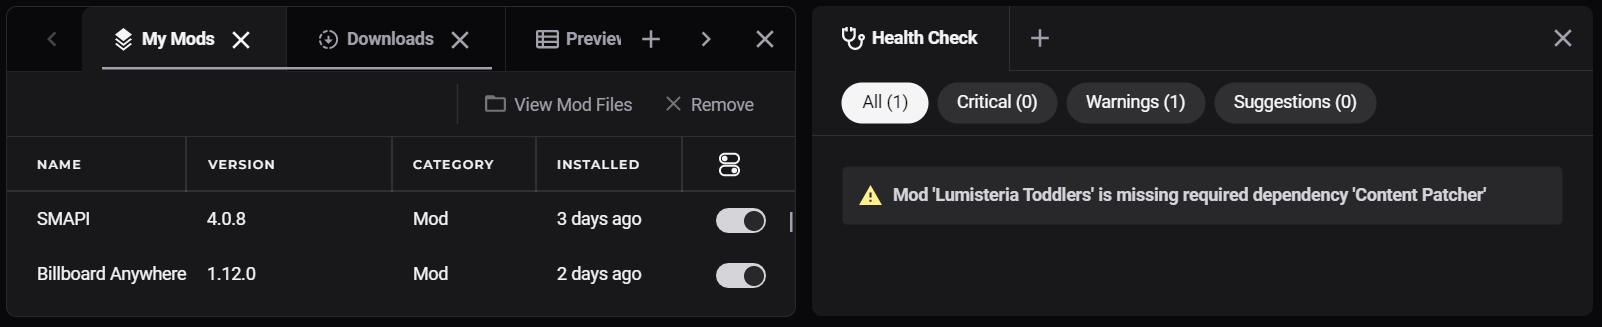 My Mods
Downloads
Preview
View Mod Files
Remove
NAME VERSION CATEGORY INSTALLED
SMAPI 4.0.8 Mod 3 days ago
Billboard Anywhere 1.12.0 Mod 2 days ago
Health Check
All (1) Critical (0) Warnings (1) Suggestions (0)
Mod 'Lumisteria Toddlers' is missing required dependency 'Content Patcher'